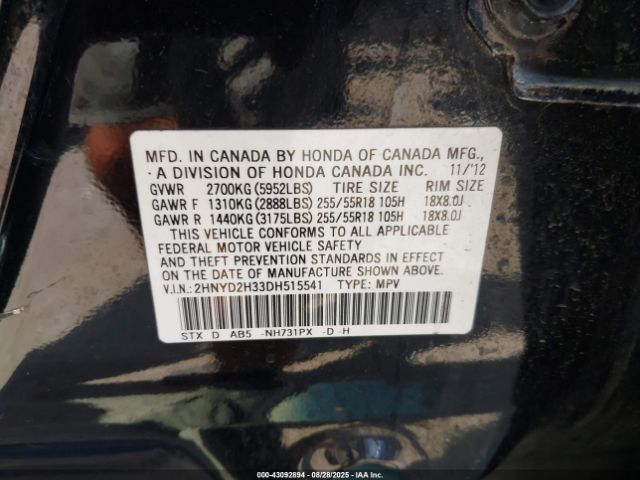 MFD. IN CANADA BY HONDA OF CANADA MFG.,
A DIVISION OF HONDA CANADA INC. 11/'12
GVWR 2700KG(5952LBS) TIRE SIZE RIM SIZE
GAWR F 1310KG(2888LBS) 255/55R18 105H 18X8.0J
GAWR R 1440KG(3175LBS) 255/55R18 105H 18X8.0J
THIS VEHICLE CONFORMS TO ALL APPLICABLE
FEDERAL MOTOR VEHICLE SAFETY
AND THEFT PREVENTION STANDARDS IN EFFECT
ON THE DATE OF MANUFACTURE SHOWN ABOVE.
V.I.N.: 2HNYD2H33DH515541 TYPE: MPV
STX D AB5 -NH731PX -D -H
000-43092894 - 08/28/2025 - IAA Inc.